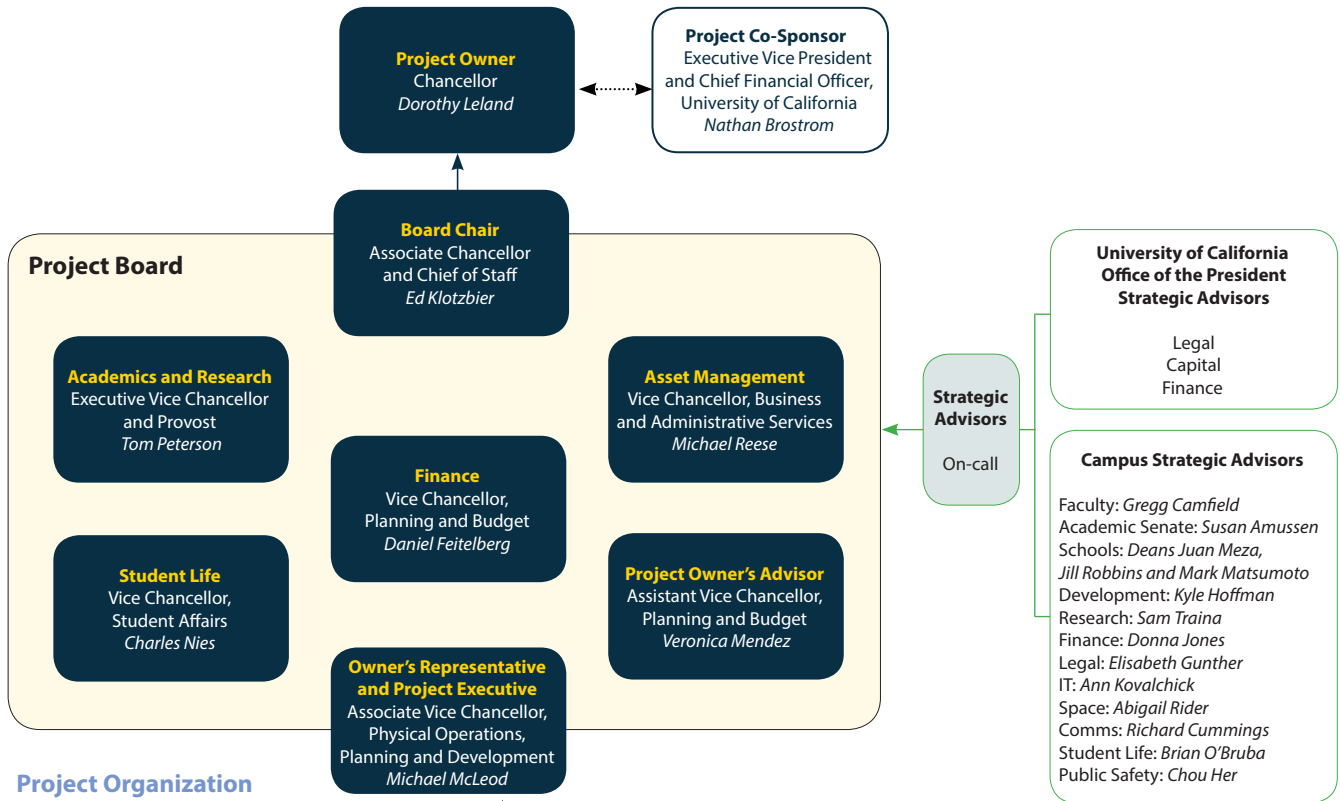 Project Owner
Chancellor
Dorothy Leland
Project Co-Sponsor
Executive Vice President
and Chief Financial Officer,
University of California
Nathan Brostrom
Board Chair
Associate Chancellor
and Chief of Staff
Ed Klotzbier
Project Board
Academics and Research
Executive Vice Chancellor
and Provost
Tom Peterson
Asset Management
Vice Chancellor, Business
and Administrative Services
Michael Reese
Finance
Vice Chancellor,
Planning and Budget
Daniel Feitelberg
Student Life
Vice Chancellor,
Student Affairs
Charles Nies
Project Owner's Advisor
Assistant Vice Chancellor,
Planning and Budget
Veronica Mendez
Owner's Representative
and Project Executive
Associate Vice Chancellor,
Physical Operations,
Planning and Development
Michael McLeod
Strategic
Advisors
On-call
University of California
Office of the President
Strategic Advisors
Legal
Capital
Finance
Campus Strategic Advisors
Faculty: Gregg Camfield
Academic Senate: Susan Amussen
Schools: Deans Juan Meza,
Jill Robbins and Mark Matsumoto
Development: Kyle Hoffman
Research: Sam Traina
Finance: Donna Jones
Legal: Elisabeth Gunther
IT: Ann Kovalchick
Space: Abigail Rider
Comms: Richard Cummings
Student Life: Brian O'Bruba
Public Safety: Chou Her
Project Organization